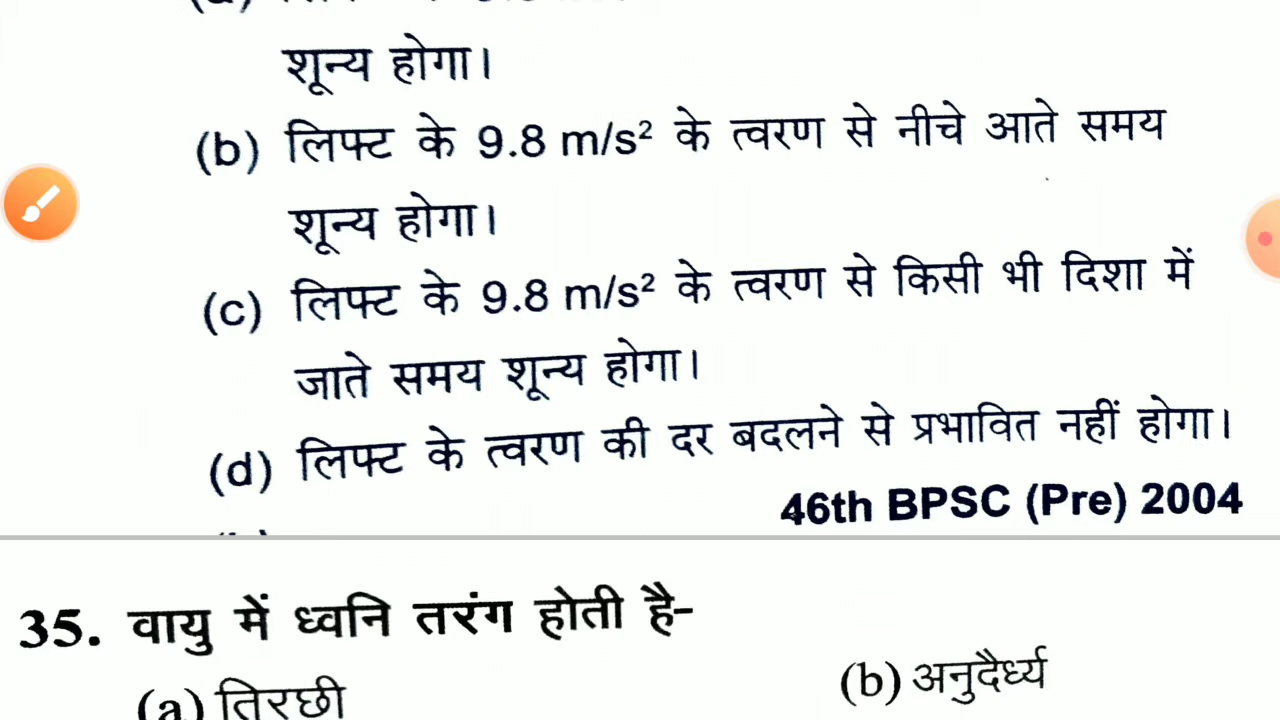 शून्य होगा।
(b) लिफ्ट के 9.8 m/s² के त्वरण से नीचे आते समय
शून्य होगा।
(c) लिफ्ट के 9.8 m/s² के त्वरण से किसी भी दिशा में
जाते समय शून्य होगा।
(d) लिफ्ट के त्वरण की दर बदलने से प्रभावित नहीं होगा।
46th BPSC (Pre) 2004
35. वायु में ध्वनि तरंग होती है-
(a) तिरछी (b) अनुदैर्ध्य